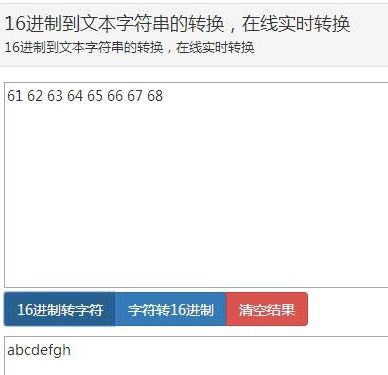 16进制到文本字符串的转换，在线实时转换
16进制到文本字符串的转换，在线实时转换
61 62 63 64 65 66 67 68
16进制转字符 字符转16进制 清空结果
abcdefgh